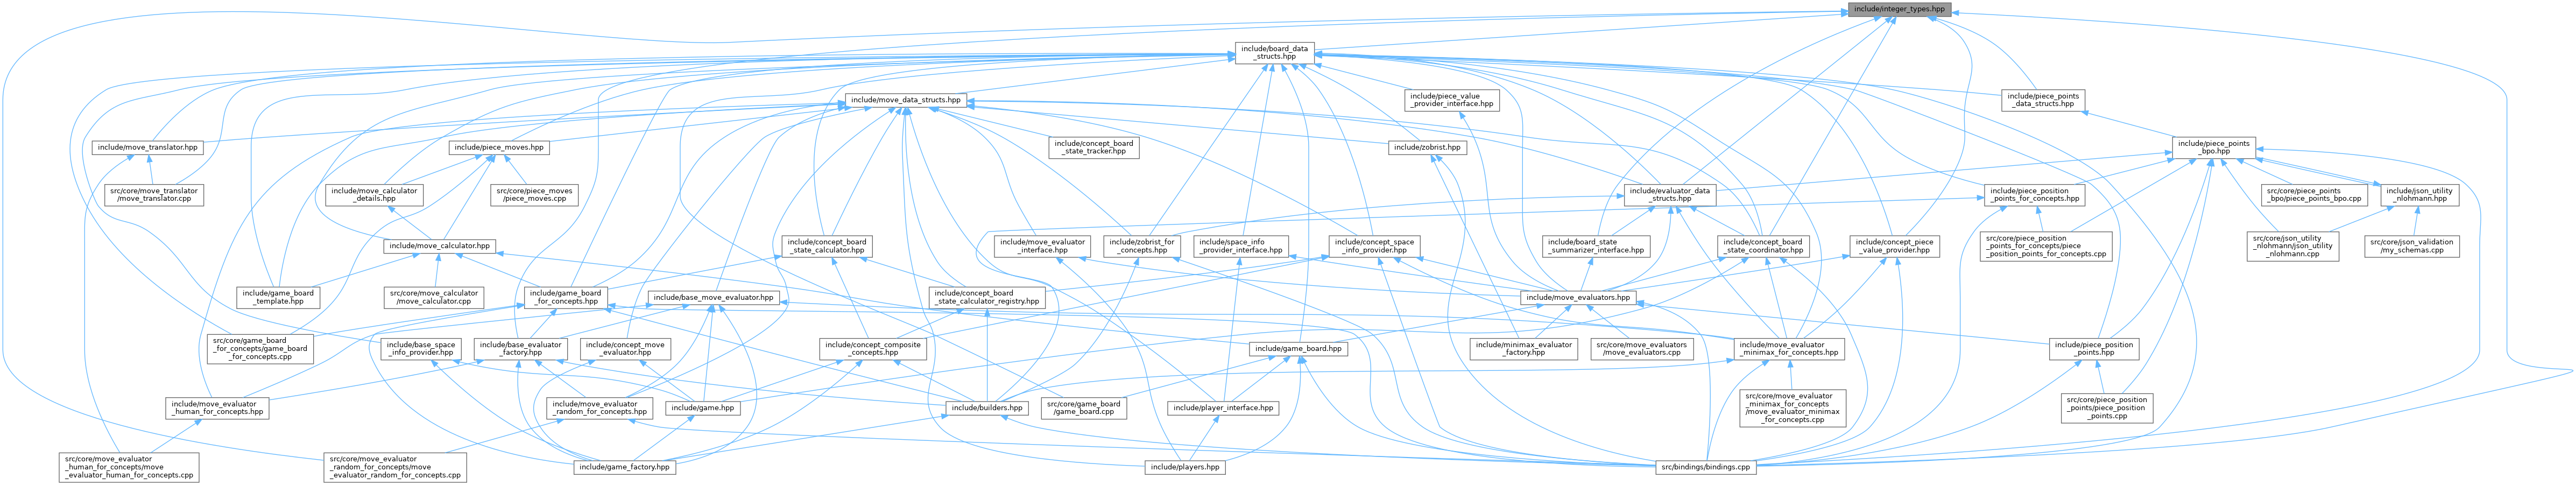 include/integer_types.hpp
include/board_data
_structs.hpp
include/move_data_structs.hpp
include/piece_value
_provider_interface.hpp
include/piece_points
_data_structs.hpp
include/move_translator.hpp
include/piece_moves.hpp
include/concept_board
_state_tracker.hpp
include/zobrist.hpp
include/piece_points
_bpo.hpp
src/core/move_translator
/move_translator.cpp
include/move_calculator
_details.hpp
src/core/piece_moves
/piece_moves.cpp
include/evaluator_data
_structs.hpp
include/piece_position
_points_for_concepts.hpp
src/core/piece_points
_bpo/piece_points_bpo.cpp
include/json_utility
_nlohmann.hpp
include/move_calculator.hpp
include/concept_board
_state_calculator.hpp
include/move_evaluator
_interface.hpp
include/zobrist_for
_concepts.hpp
include/space_info
_provider_interface.hpp
include/concept_space
_info_provider.hpp
include/board_state
_summarizer_interface.hpp
include/concept_board
_state_coordinator.hpp
include/concept_piece
_value_provider.hpp
src/core/piece_position
_points_for_concepts/piece
_position_points_for_concepts.cpp
src/core/json_utility
_nlohmann/json_utility
_nlohmann.cpp
src/core/json_validation
/my_schemas.cpp
include/game_board
_template.hpp
src/core/move_calculator
/move_calculator.cpp
include/game_board
_for_concepts.hpp
include/base_move_evaluator.hpp
include/concept_board
_state_calculator_registry.hpp
include/move_evaluators.hpp
src/core/game_board
_for_concepts/game_board
_for_concepts.cpp
include/base_space
_info_provider.hpp
include/base_evaluator
_factory.hpp
include/concept_move
_evaluator.hpp
include/concept_composite
_concepts.hpp
include/game_board.hpp
include/minimax_evaluator
_factory.hpp
src/core/move_evaluators
/move_evaluators.cpp
include/move_evaluator
_minimax_for_concepts.hpp
include/piece_position
_points.hpp
include/move_evaluator
_human_for_concepts.hpp
include/move_evaluator
_random_for_concepts.hpp
include/game.hpp
include/builders.hpp
src/core/game_board
/game_board.cpp
include/player_interface.hpp
src/core/move_evaluator
_minimax_for_concepts
/move_evaluator_minimax
_for_concepts.cpp
src/core/piece_position
_points/piece_position
_points.cpp
src/core/move_evaluator
_human_for_concepts/move
_evaluator_human_for_concepts.cpp
src/core/move_evaluator
_random_for_concepts/move
_evaluator_random_for_concepts.cpp
include/game_factory.hpp
include/players.hpp
src/bindings/bindings.cpp